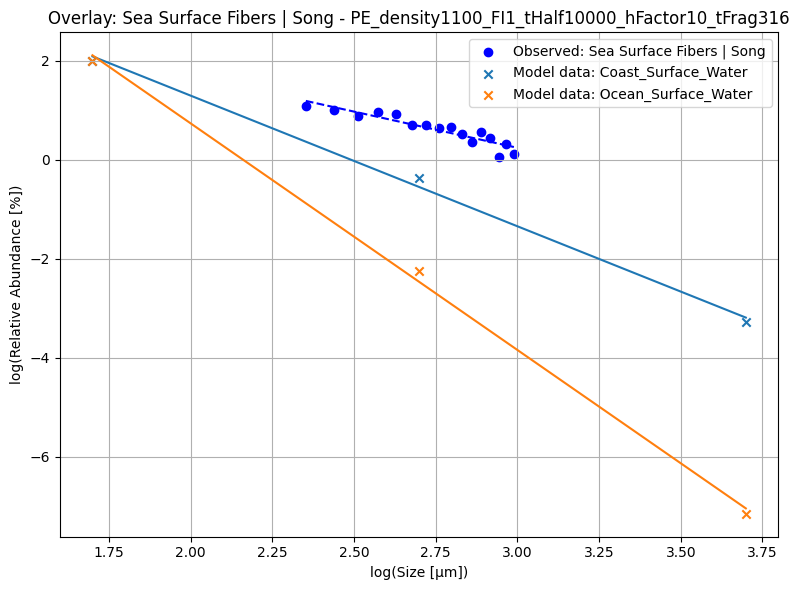 Overlay: Sea Surface Fibers | Song - PE_density1100_FI1_tHalf10000_hFactor10_tFrag316
Observed: Sea Surface Fibers | Song
Model data: Coast_Surface_Water
Model data: Ocean_Surface_Water
log(Relative Abundance [%])
2
0
−2
−4
−6
1.75
2.00
2.25
2.50
2.75
3.00
3.25
3.50
3.75
log(Size [µm])